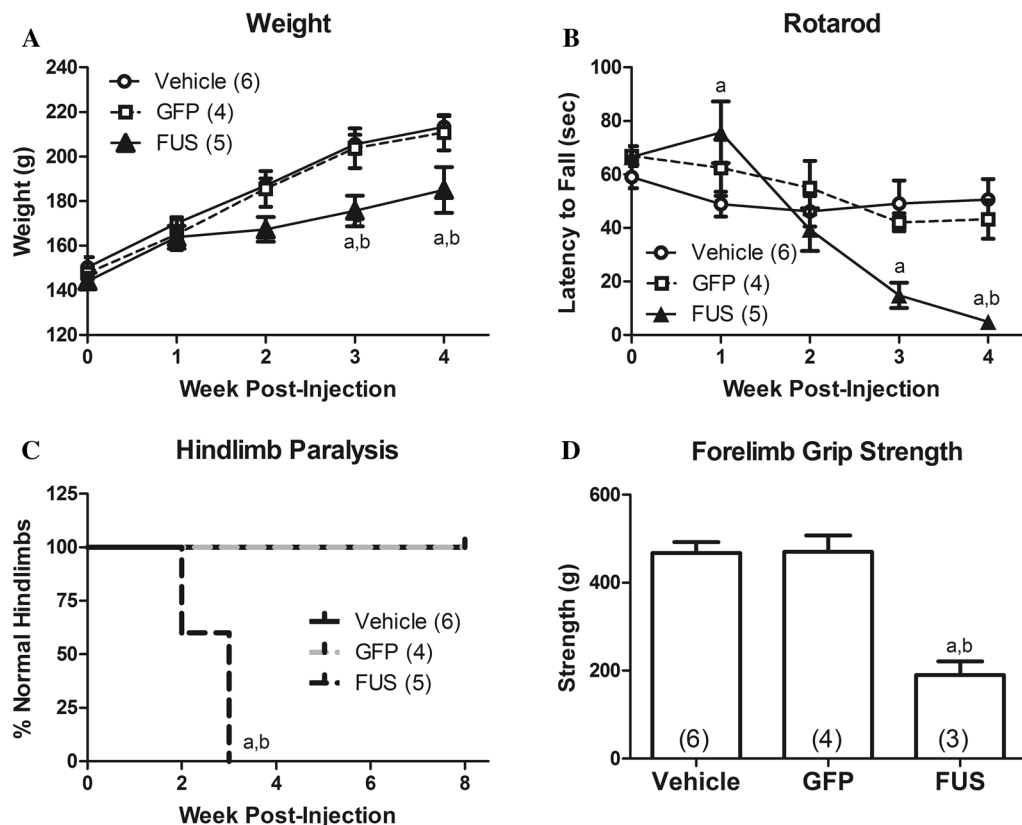 A
Weight
Weight (g)
240
220
200
180
160
140
120
Vehicle (6)
GFP (4)
FUS (5)
a,b
a,b
0 1 2 3 4
Week Post-Injection
B
Rotarod
Latency to Fall (sec)
100
80
60
40
20
0
a
Vehicle (6)
GFP (4)
FUS (5)
a
a,b
0 1 2 3 4
Week Post-Injection
C
Hindlimb Paralysis
% Normal Hindlimbs
125
100
75
50
25
0
Vehicle (6)
GFP (4)
FUS (5)
a,b
0 2 4 6 8
Week Post-Injection
D
Forelimb Grip Strength
Strength (g)
600
400
200
0
a,b
(6) (4) (3)
Vehicle GFP FUS